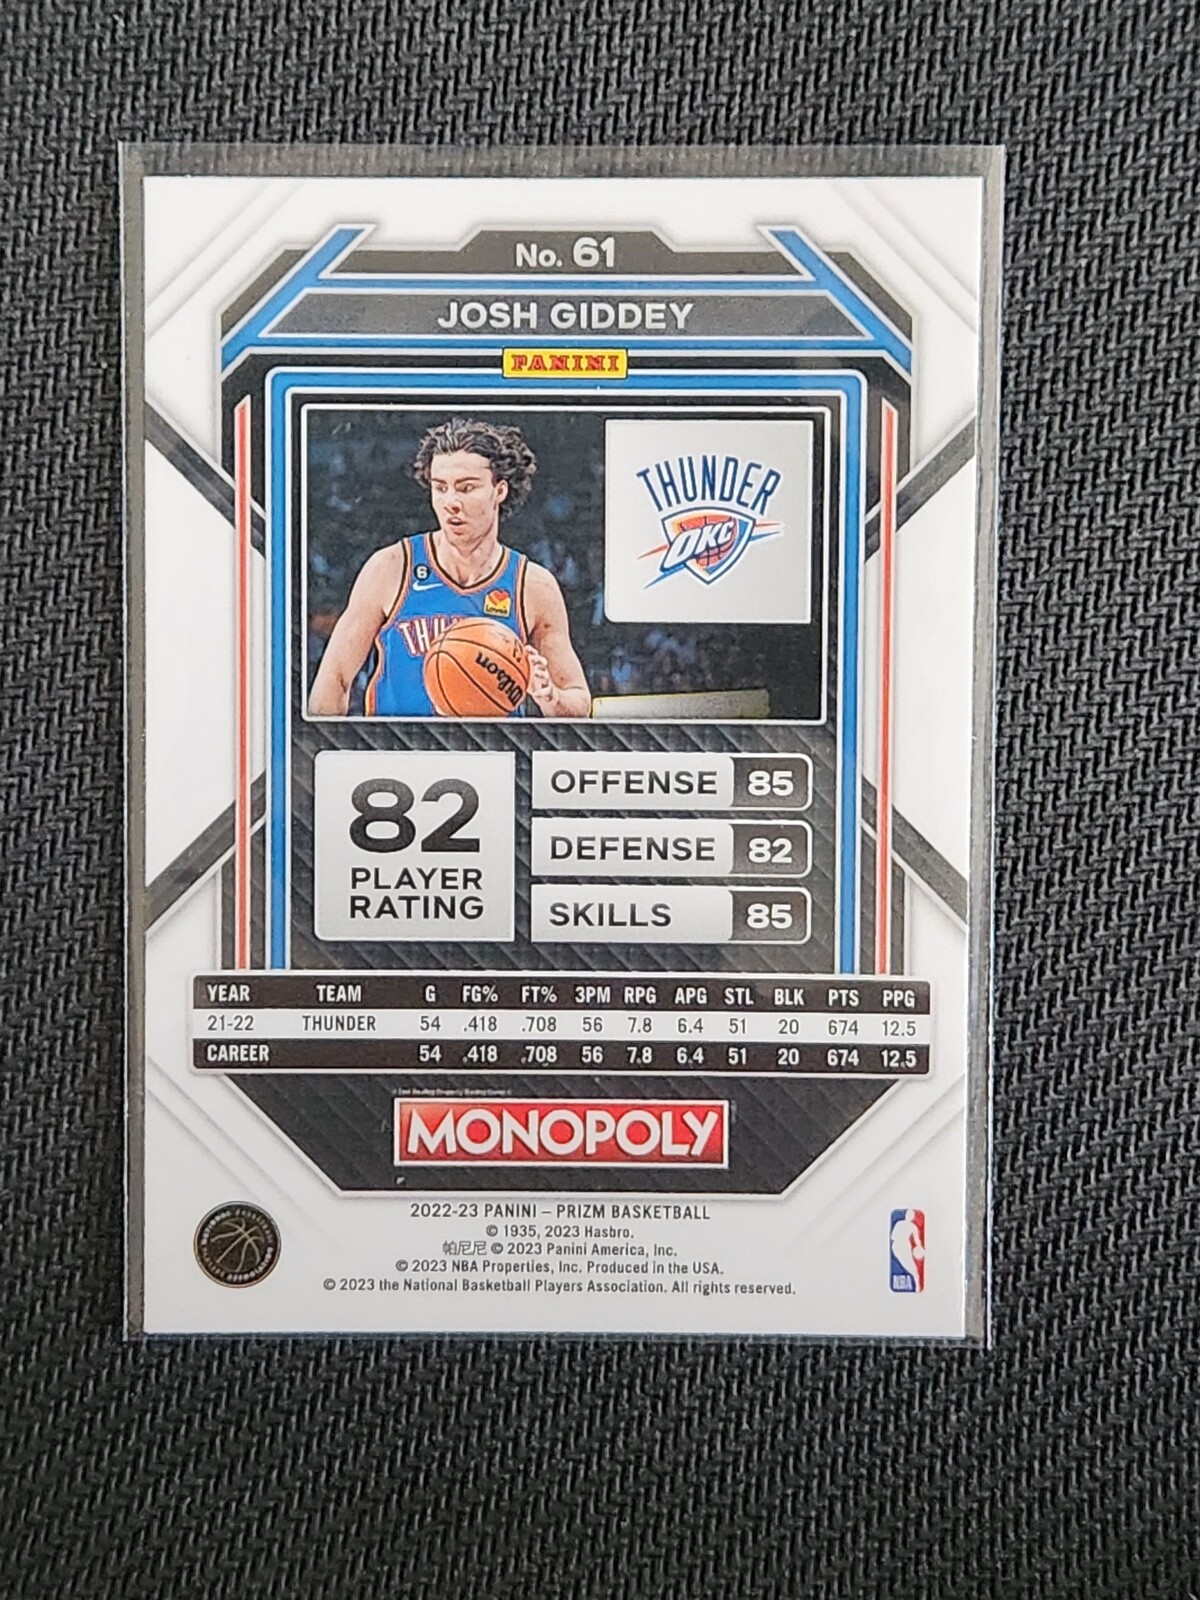 No. 61
JOSH GIDDEY
PANINI
THUNDER
OKC
6
THU
Wilson
82
PLAYER
RATING
OFFENSE 85
DEFENSE 82
SKILLS 85
YEAR TEAM G FG% FT% 3PM RPG APG STL BLK PTS PPG
21-22 THUNDER 54 .418 .708 56 7.8 6.4 51 20 674 12.5
CAREER 54 .418 .708 56 7.8 6.4 51 20 674 12.5
MONOPOLY
2022-23 PANINI – PRIZM BASKETBALL
© 1935, 2023 Hasbro.
帕尼尼 © 2023 Panini America, Inc.
© 2023 NBA Properties, Inc. Produced in the USA.
© 2023 the National Basketball Players Association. All rights reserved.
NBA